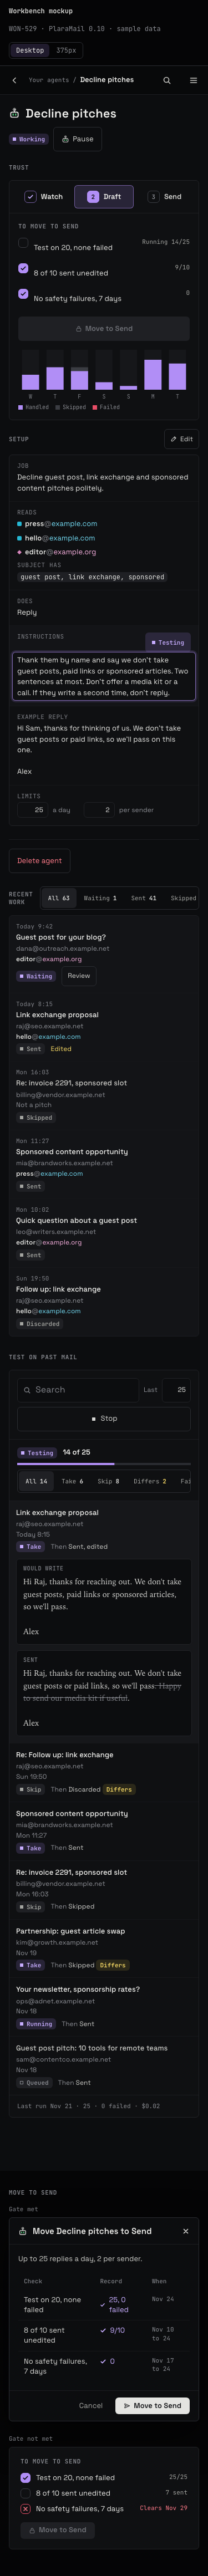 Workbench mockup
WON-529 · PlaraMail 0.10 · sample data
Desktop 375px
Your agents / Decline pitches
Decline pitches
Working Pause
TRUST
Watch 2 Draft 3 Send
TO MOVE TO SEND
Test on 20, none failed Running 14/25
8 of 10 sent unedited 9/10
No safety failures, 7 days 0
Move to Send
W T F S S M T
Handled Skipped Failed
SETUP Edit
JOB
Decline guest post, link exchange and sponsored
content pitches politely.
READS
press@example.com
hello@example.com
editor@example.org
SUBJECT HAS
guest post, link exchange, sponsored
DOES
Reply
INSTRUCTIONS Testing
Thank them by name and say we don't take
guest posts, paid links or sponsored articles. Two
sentences at most. Don't offer a media kit or a
call. If they write a second time, don't reply.
EXAMPLE REPLY
Hi Sam, thanks for thinking of us. We don't take
guest posts or paid links, so we'll pass on this
one.
Alex
LIMITS
25 a day 2 per sender
Delete agent
RECENT WORK All 63 Waiting 1 Sent 41 Skipped
Today 9:42
Guest post for your blog?
dana@outreach.example.net
editor@example.org
Waiting Review
Today 8:15
Link exchange proposal
raj@seo.example.net
hello@example.com
Sent Edited
Mon 16:03
Re: invoice 2291, sponsored slot
billing@vendor.example.net
Not a pitch
Skipped
Mon 11:27
Sponsored content opportunity
mia@brandworks.example.net
press@example.com
Sent
Mon 10:02
Quick question about a guest post
leo@writers.example.net
editor@example.org
Sent
Sun 19:50
Follow up: link exchange
raj@seo.example.net
hello@example.com
Discarded
TEST ON PAST MAIL
Search Last 25
Stop
Testing 14 of 25
All 14 Take 6 Skip 8 Differs 2 Fai
Link exchange proposal
raj@seo.example.net
Today 8:15
Take Then Sent, edited
WOULD WRITE
Hi Raj, thanks for reaching out. We don't take
guest posts, paid links or sponsored articles,
so we'll pass.
Alex
SENT
Hi Raj, thanks for reaching out. We don't take
guest posts or paid links, so we'll pass. Happy
to send our media kit if useful.
Alex
Re: Follow up: link exchange
raj@seo.example.net
Sun 19:50
Skip Then Discarded Differs
Sponsored content opportunity
mia@brandworks.example.net
Mon 11:27
Take Then Sent
Re: invoice 2291, sponsored slot
billing@vendor.example.net
Mon 16:03
Skip Then Skipped
Partnership: guest article swap
kim@growth.example.net
Nov 19
Take Then Skipped Differs
Your newsletter, sponsorship rates?
ops@adnet.example.net
Nov 18
Running Then Sent
Guest post pitch: 10 tools for remote teams
sam@contentco.example.net
Nov 18
Queued Then Sent
Last run Nov 21 · 25 · 0 failed · $0.02
MOVE TO SEND
Gate met
Move Decline pitches to Send
Up to 25 replies a day, 2 per sender.
Check Record When
Test on 20, none failed 25, 0 failed Nov 24
8 of 10 sent unedited 9/10 Nov 10 to 24
No safety failures, 7 days 0 Nov 17 to 24
Cancel Move to Send
Gate not met
TO MOVE TO SEND
Test on 20, none failed 25/25
8 of 10 sent unedited 7 sent
No safety failures, 7 days Clears Nov 29
Move to Send